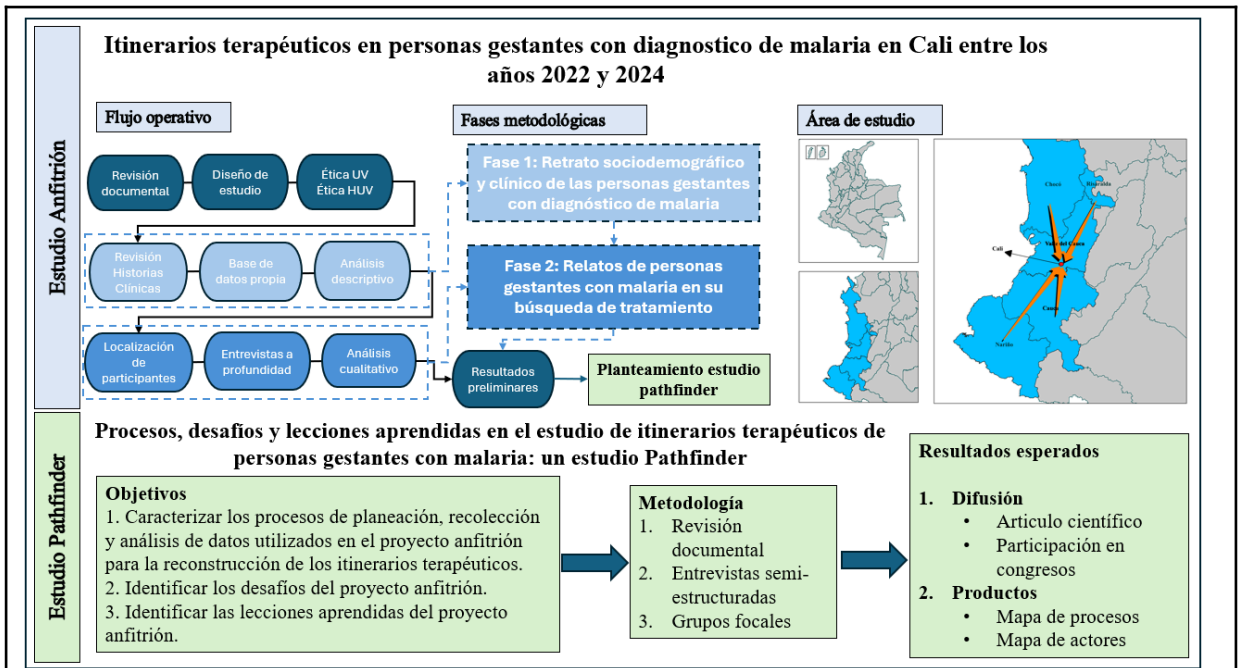 Itinerarios terapéuticos en personas gestantes con diagnostico de malaria en Cali entre los
años 2022 y 2024
Estudio Anfitrión
Flujo operativo
Revisión
documental
Diseño de
estudio
Ética UV
Ética HUV
Revisión
Historias
Clínicas
Base de
datos propia
Análisis
descriptivo
Localización
de
participantes
Entrevistas a
profundidad
Análisis
cualitativo
Fases metodológicas
Fase 1: Retrato sociodemográfico
y clínico de las personas gestantes
con diagnóstico de malaria
Fase 2: Relatos de personas
gestantes con malaria en su
búsqueda de tratamiento
Resultados
preliminares
Planteamiento estudio
pathfinder
Área de estudio
Chocó
Risaralda
Valle del Cauca
Cali
Cauca
Nariño
Estudio Pathfinder
Procesos, desafíos y lecciones aprendidas en el estudio de itinerarios terapéuticos de
personas gestantes con malaria: un estudio Pathfinder
Objetivos
1. Caracterizar los procesos de planeación, recolección
y análisis de datos utilizados en el proyecto anfitrión
para la reconstrucción de los itinerarios terapéuticos.
2. Identificar los desafíos del proyecto anfitrión.
3. Identificar las lecciones aprendidas del proyecto
anfitrión.
Metodología
1. Revisión
documental
2. Entrevistas semi-
estructuradas
3. Grupos focales
Resultados esperados
1. Difusión
• Articulo científico
• Participación en
congresos
2. Productos
• Mapa de procesos
• Mapa de actores